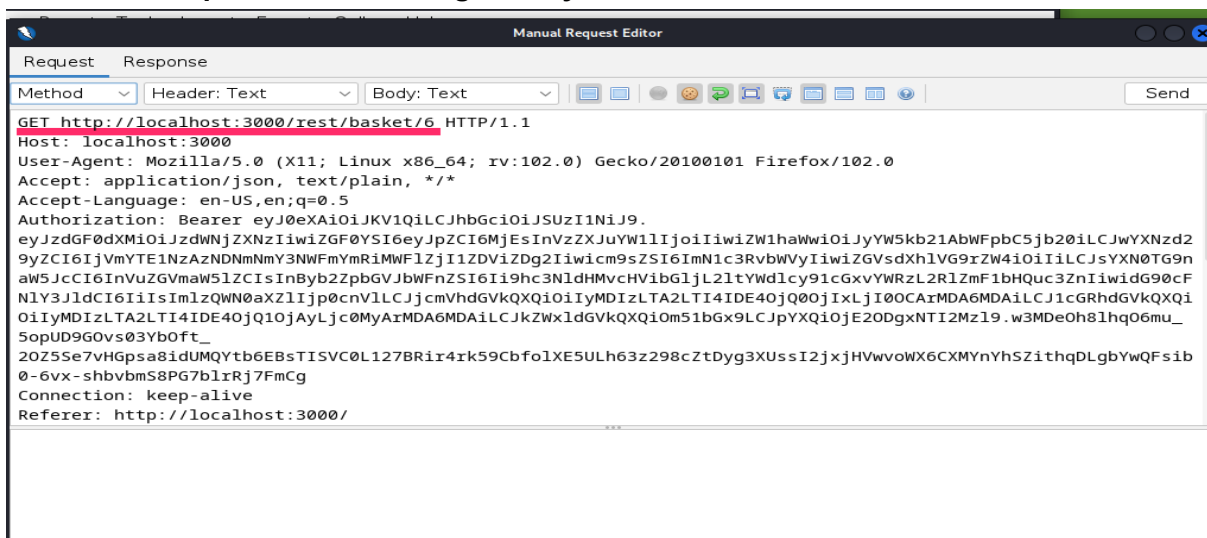 Manual Request Editor
Request Response
Method Header: Text Body: Text Send
GET http://localhost:3000/rest/basket/6 HTTP/1.1
Host: localhost:3000
User-Agent: Mozilla/5.0 (X11; Linux x86_64; rv:102.0) Gecko/20100101 Firefox/102.0
Accept: application/json, text/plain, */*
Accept-Language: en-US,en;q=0.5
Authorization: Bearer eyJ0eXAiOiJKV1QiLCJhbGciOiJSUzI1NiJ9.
eyJzdGF0dXMiOiJzdWNjZXNzIiwiZGF0YSI6eyJpZCI6MjEsInVzZXJuYW1lIjoiIiwiZW1haWwiOiJyYW5kb21AbWFpbC5jb20iLCJwYXNzd2
9yZCI6IjVmYTE1NzAzNDNmNmY3NWFmYmRiMWFlZjI1ZDViZDg2Iiwicm9sZSI6ImN1c3RvbWVyIiwiZGVsdXhlVG9rZW4iOiIiLCJsYXN0TG9n
aW5JcCI6InVuZGVmaW5lZCIsInByb2ZpbGVJbWFnZSI6Ii9hc3NldHMvcHVibGljL2ltYWdlcy91cGxvYWRzL2RlZmF1bHQuc3ZnIiwidG90cF
NlY3JldCI6IiIsImlzQWN0aXZlIjp0cnVlLCJjcmVhdGVkQXQiOiIyMDIzLTA2LTI4IDE4OjQ0OjIxLjI0OCArMDA6MDAiLCJ1cGRhdGVkQXQi
OiIyMDIzLTA2LTI4IDE4OjQ1OjAyLjc0MyArMDA6MDAiLCJkZWxldGVkQXQiOm51bGx9LCJpYXQiOjE2ODgxNTI2Mzl9.w3MDeOh8lhqO6mu_
5opUD9GOvs03YbOft_
2OZ5Se7vHGpsa8idUMQYtb6EBsTISVC0L127BRir4rk59CbfolXE5ULh63z298cZtDyg3XUssI2jxjHVwvoWX6CXMYnYhSZithqDLgbYwQFsib
0-6vx-shbvbmS8PG7blrRj7FmCg
Connection: keep-alive
Referer: http://localhost:3000/